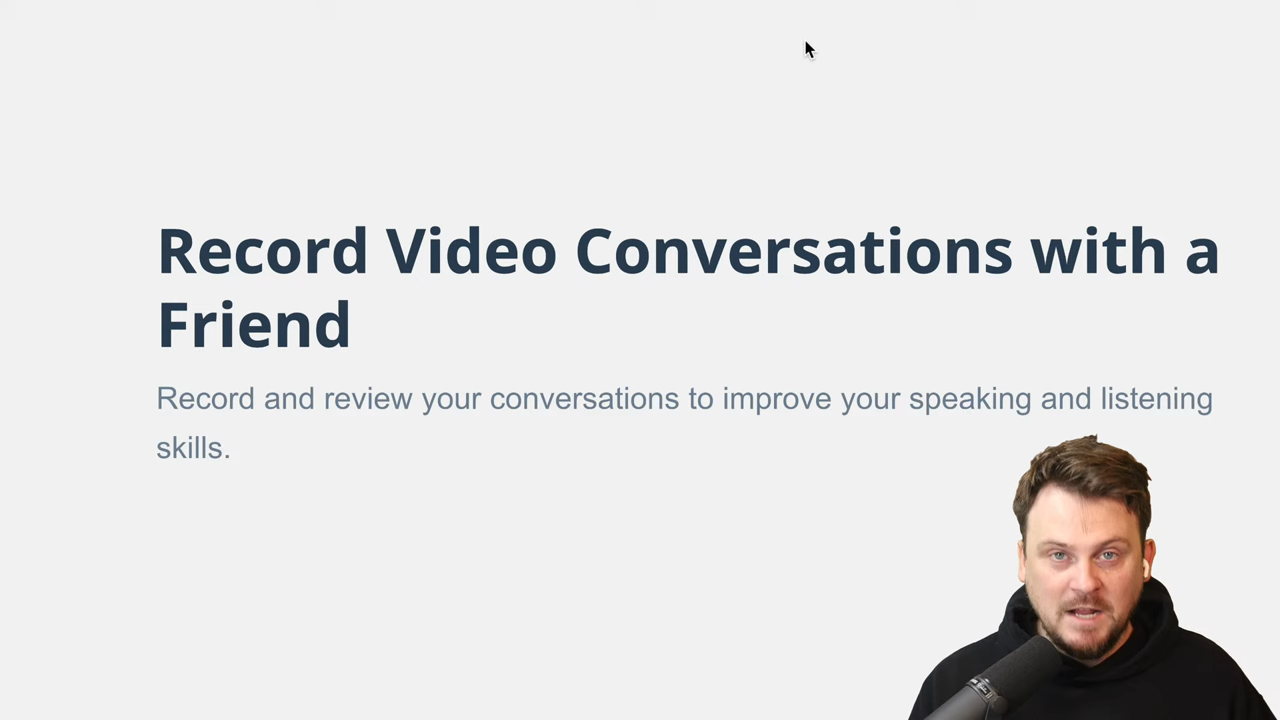 Record Video Conversations with a
Friend
Record and review your conversations to improve your speaking and listening
skills.